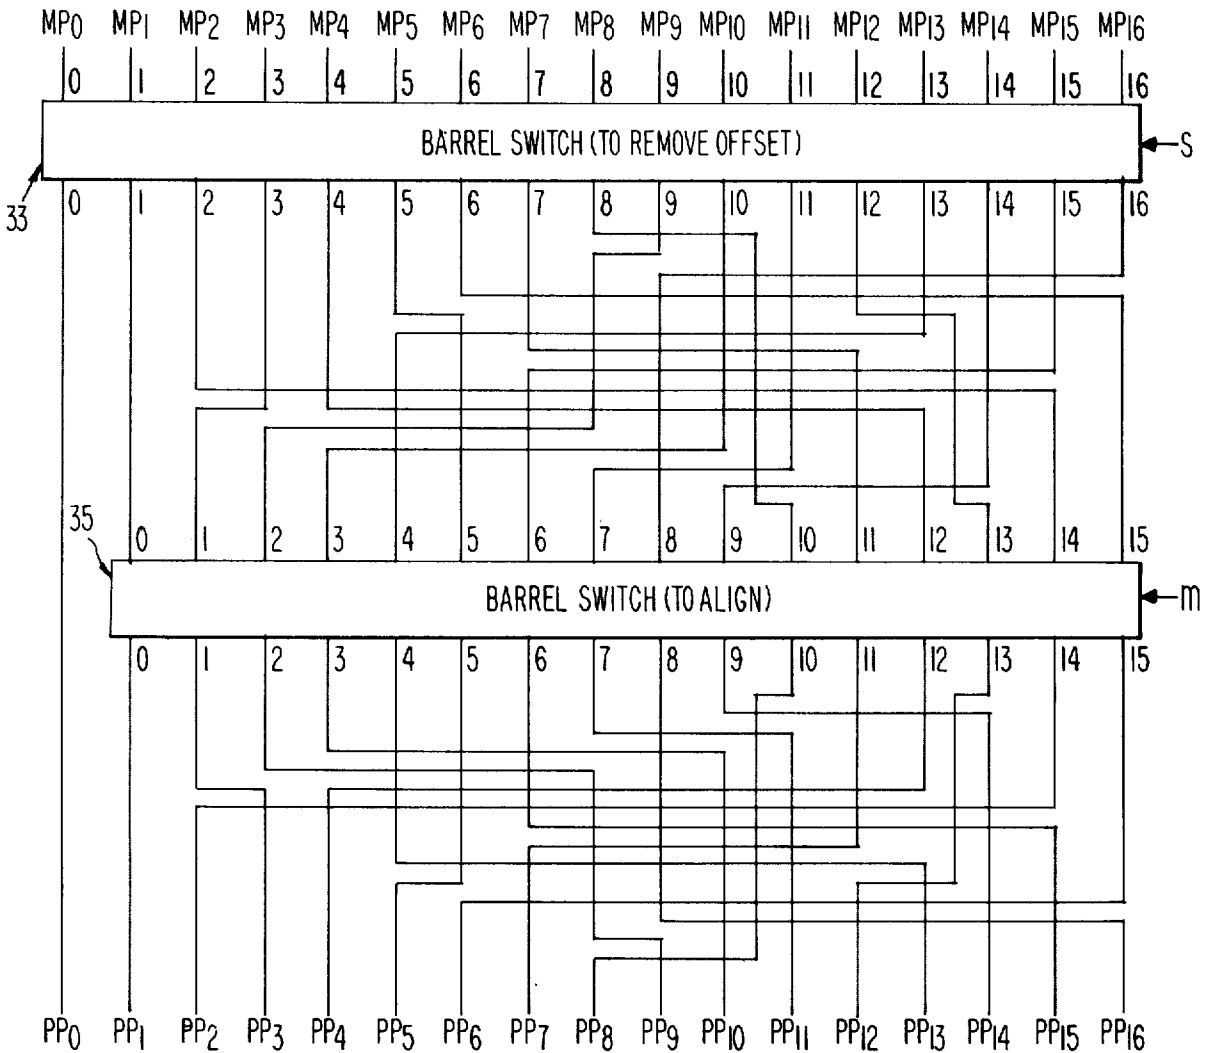 MP0 MP1 MP2 MP3 MP4 MP5 MP6 MP7 MP8 MP9 MP10 MP11 MP12 MP13 MP14 MP15 MP16
0 1 2 3 4 5 6 7 8 9 10 11 12 13 14 15 16
BARREL SWITCH (TO REMOVE OFFSET)
S
33
0 1 2 3 4 5 6 7 8 9 10 11 12 13 14 15 16
35
0 1 2 3 4 5 6 7 8 9 10 11 12 13 14 15
BARREL SWITCH (TO ALIGN)
m
0 1 2 3 4 5 6 7 8 9 10 11 12 13 14 15
PP0 PP1 PP2 PP3 PP4 PP5 PP6 PP7 PP8 PP9 PP10 PP11 PP12 PP13 PP14 PP15 PP16